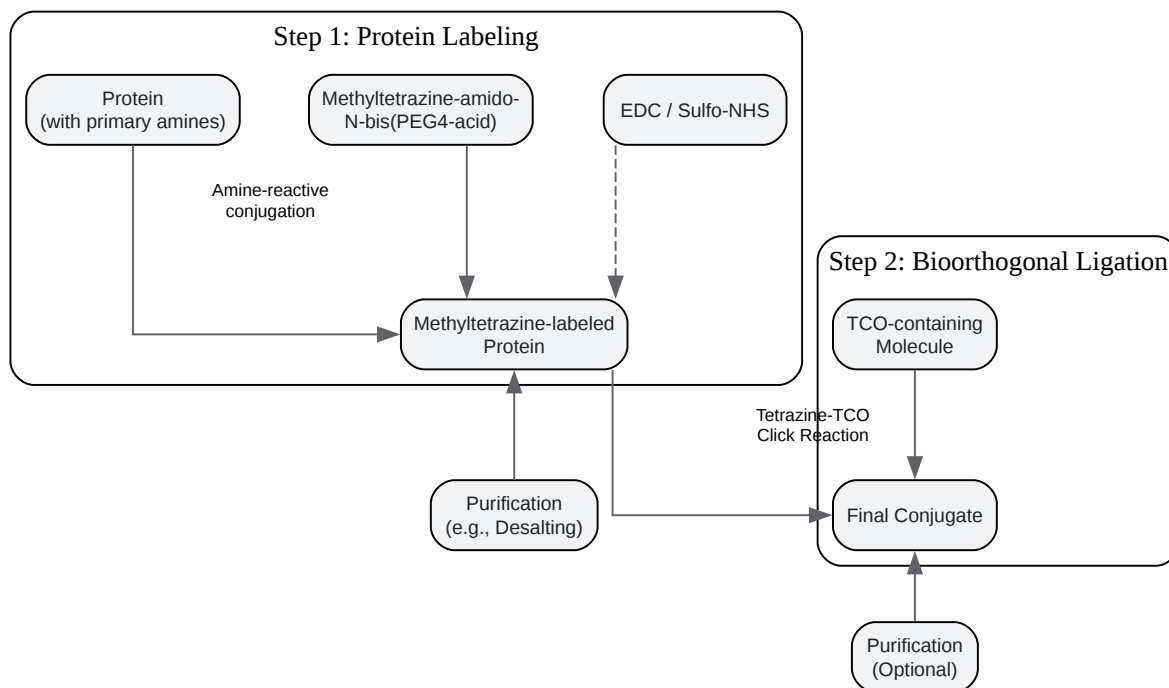 Step 1: Protein Labeling
Protein
(with primary amines)
Methyltetrazine-amido-
N-bis(PEG4-acid)
EDC / Sulfo-NHS
Amine-reactive
conjugation
Methyltetrazine-labeled
Protein
Step 2: Bioorthogonal Ligation
TCO-containing
Molecule
Tetrazine-TCO
Click Reaction
Purification
(e.g., Desalting)
Final Conjugate
Purification
(Optional)